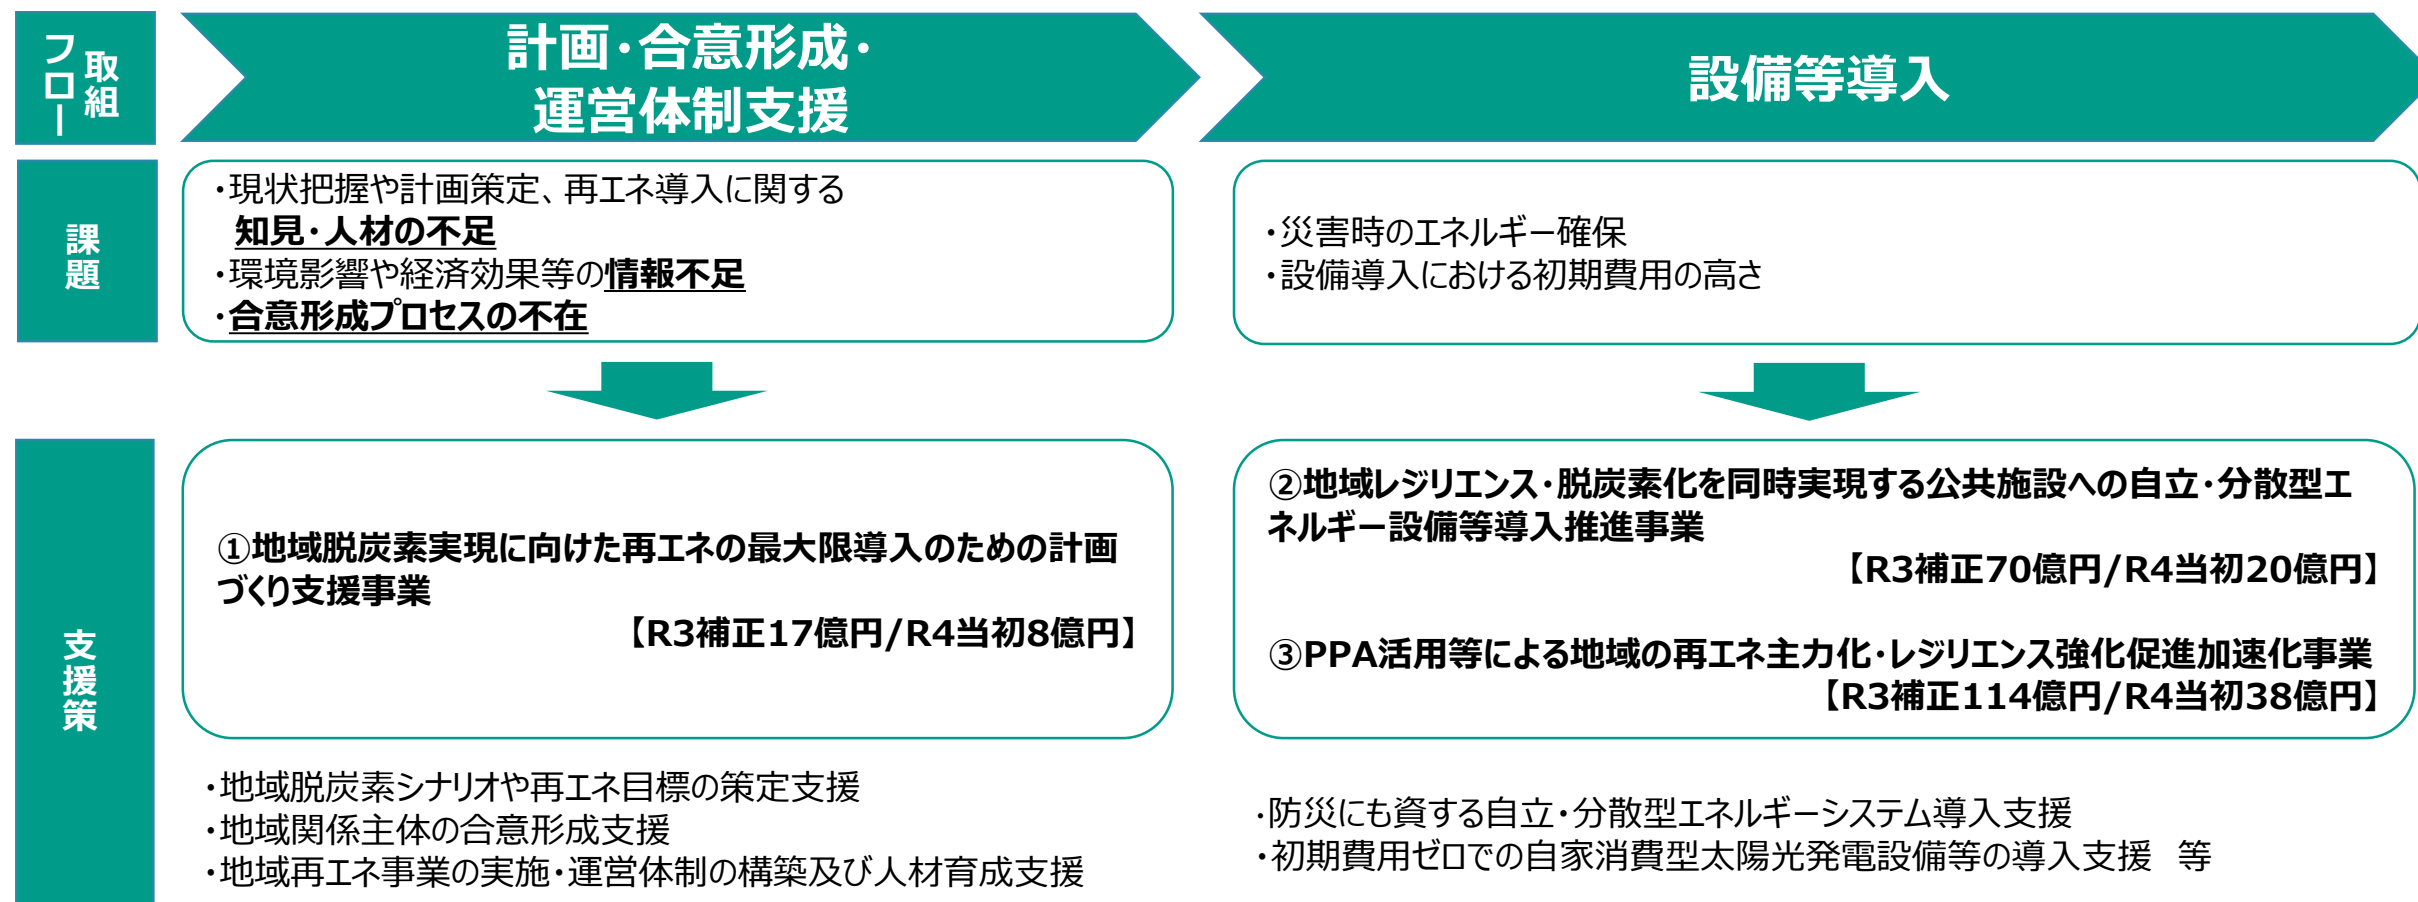 取組
フロー
計画・合意形成・
運営体制支援
設備等導入
課題
・現状把握や計画策定、再エネ導入に関する
知見・人材の不足
・環境影響や経済効果等の情報不足
・合意形成プロセスの不在
・災害時のエネルギー確保
・設備導入における初期費用の高さ
支援策
①地域脱炭素実現に向けた再エネの最大限導入のための計画
づくり支援事業
【R3補正17億円/R4当初8億円】
②地域レジリエンス・脱炭素化を同時実現する公共施設への自立・分散型エ
ネルギー設備等導入推進事業
【R3補正70億円/R4当初20億円】
③PPA活用等による地域の再エネ主力化・レジリエンス強化促進加速化事業
【R3補正114億円/R4当初38億円】
・地域脱炭素シナリオや再エネ目標の策定支援
・地域関係主体の合意形成支援
・地域再エネ事業の実施・運営体制の構築及び人材育成支援
・防災にも資する自立・分散型エネルギーシステム導入支援
・初期費用ゼロでの自家消費型太陽光発電設備等の導入支援　等